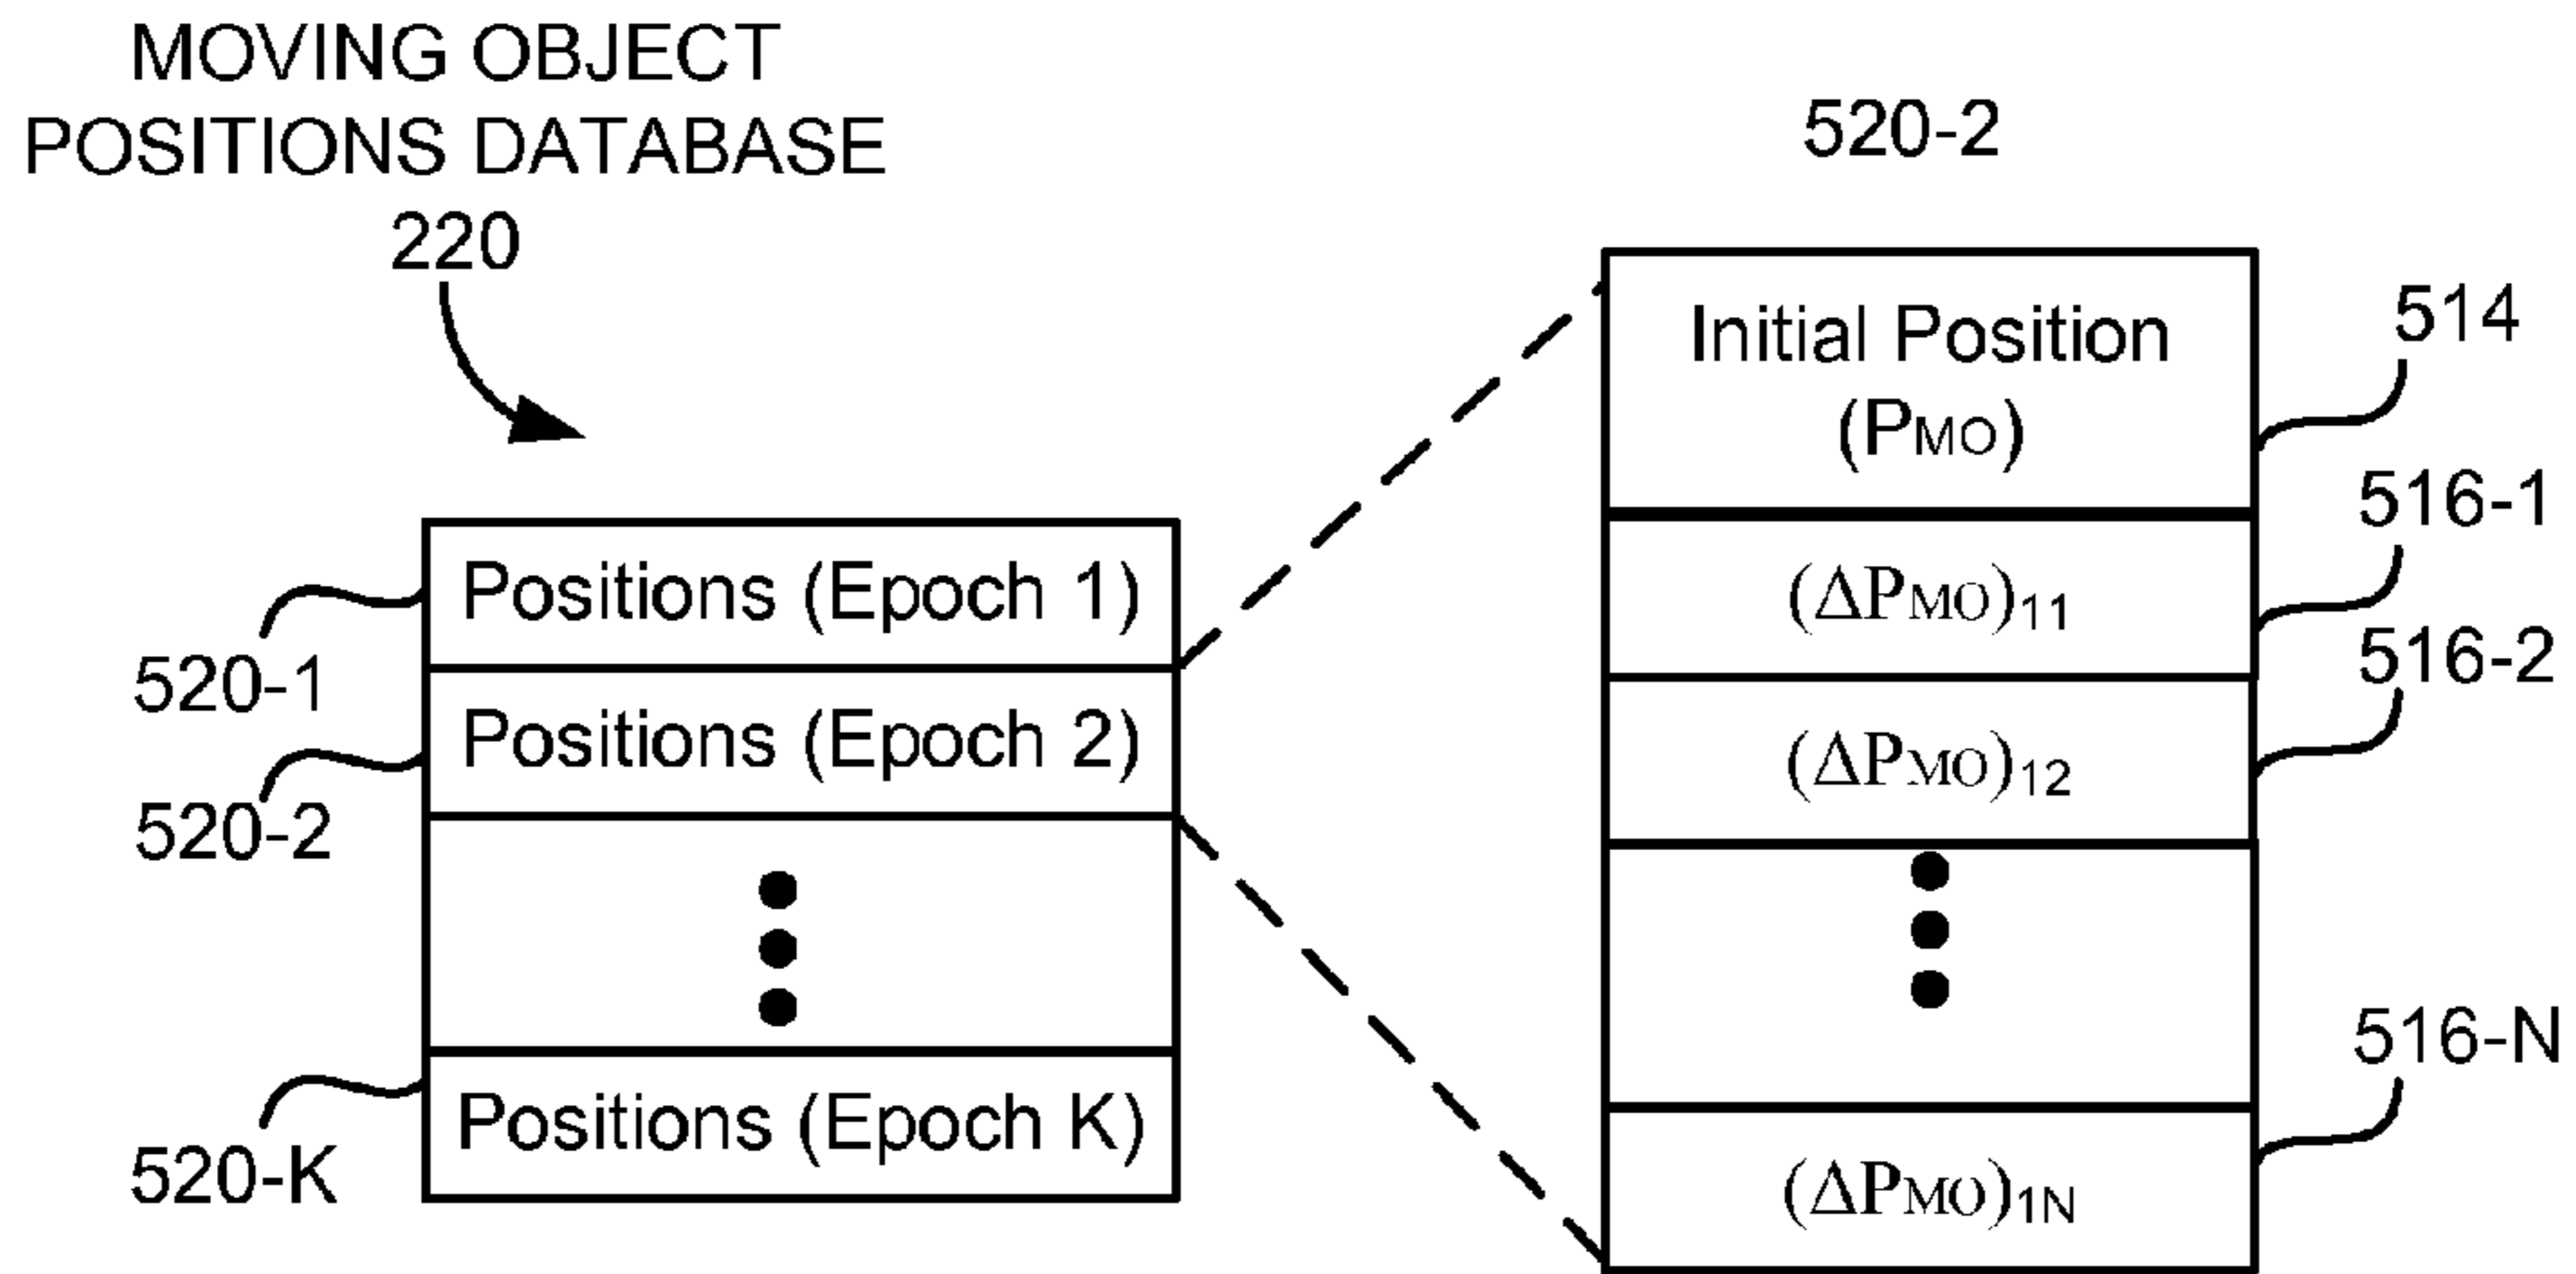 MOVING OBJECT
POSITIONS DATABASE
220
520-1
520-2
520-K
Positions (Epoch 1)
Positions (Epoch 2)
Positions (Epoch K)
520-2
Initial Position
(PMO)
(ΔPMO)11
(ΔPMO)12
(ΔPMO)1N
514
516-1
516-2
516-N